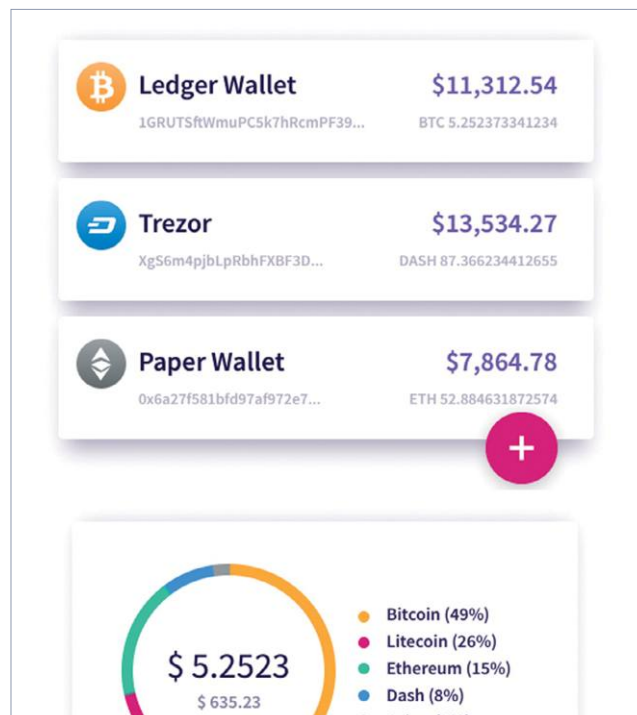 Ledger Wallet
$11,312.54
1GRUTSftWmuPC5k7hRcmPF39...
BTC 5.252373341234
Trezor
$13,534.27
XgS6m4pjbLpRbhFXBF3D...
DASH 87.366234412655
Paper Wallet
$7,864.78
0x6a27f581bfd97af972e7...
ETH 52.884631872574
+
$ 5.2523
$ 635.23
Bitcoin (49%)
Litecoin (26%)
Ethereum (15%)
Dash (8%)